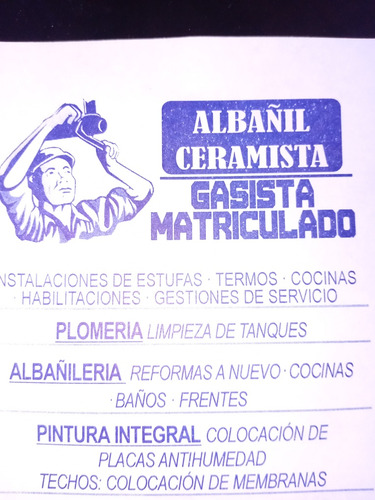 ALBAÑIL
CERAMISTA
GASISTA
MATRICULADO
NSTALACIONES DE ESTUFAS · TERMOS · COCINAS
· HABILITACIONES · GESTIONES DE SERVICIO
PLOMERIA LIMPIEZA DE TANQUES
ALBAÑILERIA REFORMAS A NUEVO · COCINAS
· BAÑOS · FRENTES
PINTURA INTEGRAL COLOCACIÓN DE
PLACAS ANTIHUMEDAD
TECHOS: COLOCACIÓN DE MEMBRANAS